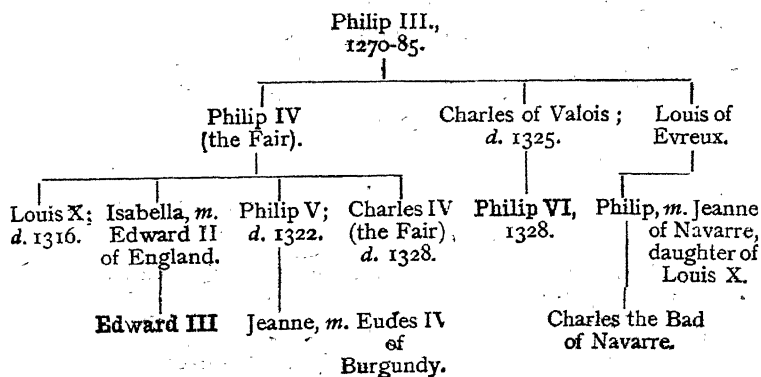 Philip III.,
1270-85.
Philip IV
(the Fair).
Charles of Valois;
d. 1325.
Louis of
Evreux.
Louis X;
d. 1316.
Isabella, m.
Edward II
of England.
Philip V;
d. 1322.
Charles IV
(the Fair)
d. 1328.
Philip VI,
1328.
Philip, m. Jeanne
of Navarre,
daughter of
Louis X.
Edward III
Jeanne, m. Eudes IV
of
Burgundy.
Charles the Bad
of Navarre.